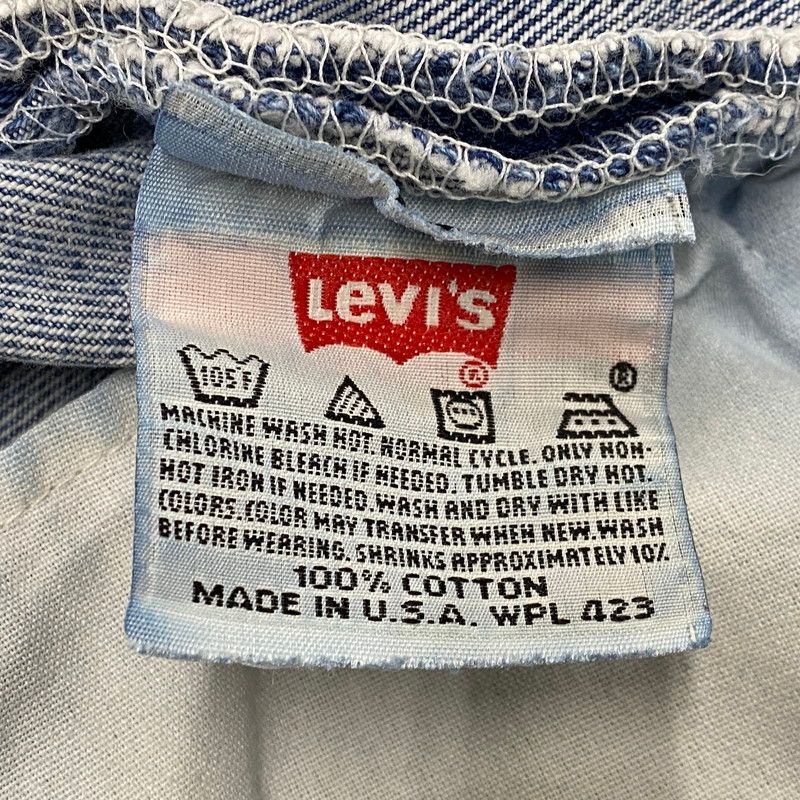 LEVI'S
®
®
105F
MACHINE WASH HOT. NORMAL CYCLE. ONLY NON-
CHLORINE BLEACH IF NEEDED. TUMBLE DRY HOT.
HOT IRON IF NEEDED. WASH AND DRY WITH LIKE
COLORS. COLOR MAY TRANSFER WHEN NEW. WASH
BEFORE WEARING. SHRINKS APPROXIMATELY 10%
100% COTTON
MADE IN U.S.A. WPL 423